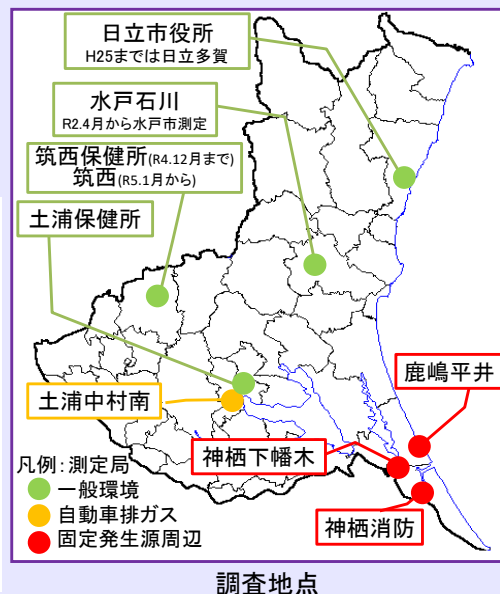 日立市役所
H25までは日立多賀
水戸石川
R2.4月から水戸市測定
筑西保健所(R4.12月まで)
筑西(R5.1月から)
土浦保健所
土浦中村南
鹿嶋平井
神栖下幡木
神栖消防
凡例：測定局
一般環境
自動車排ガス
固定発生源周辺
調査地点